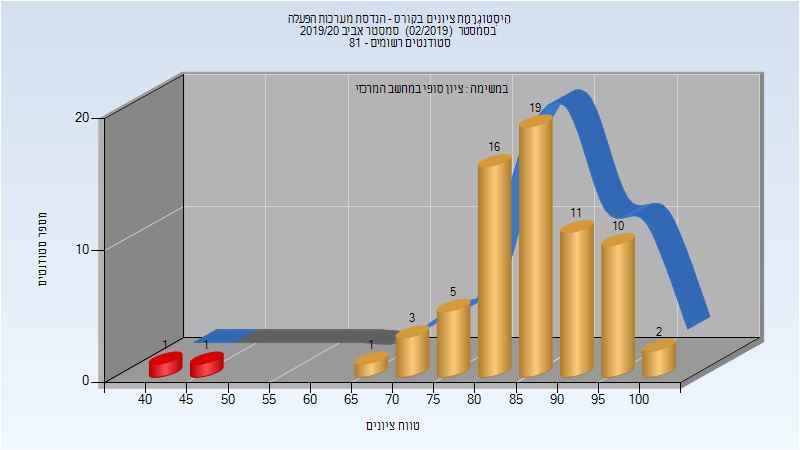 היסטוגרמת ציונים בקורס - הנדסת מערכות הפעלה
בסמסטר (02/2019) סמסטר אביב 2019/20
סטודנטים רשומים - 81
במשימה : ציון סופי במחשב המרכזי
20
10
0
מספר סטודנטים
1
1
1
3
5
16
19
11
10
2
40 45 50 55 60 65 70 75 80 85 90 95 100
טווח ציונים